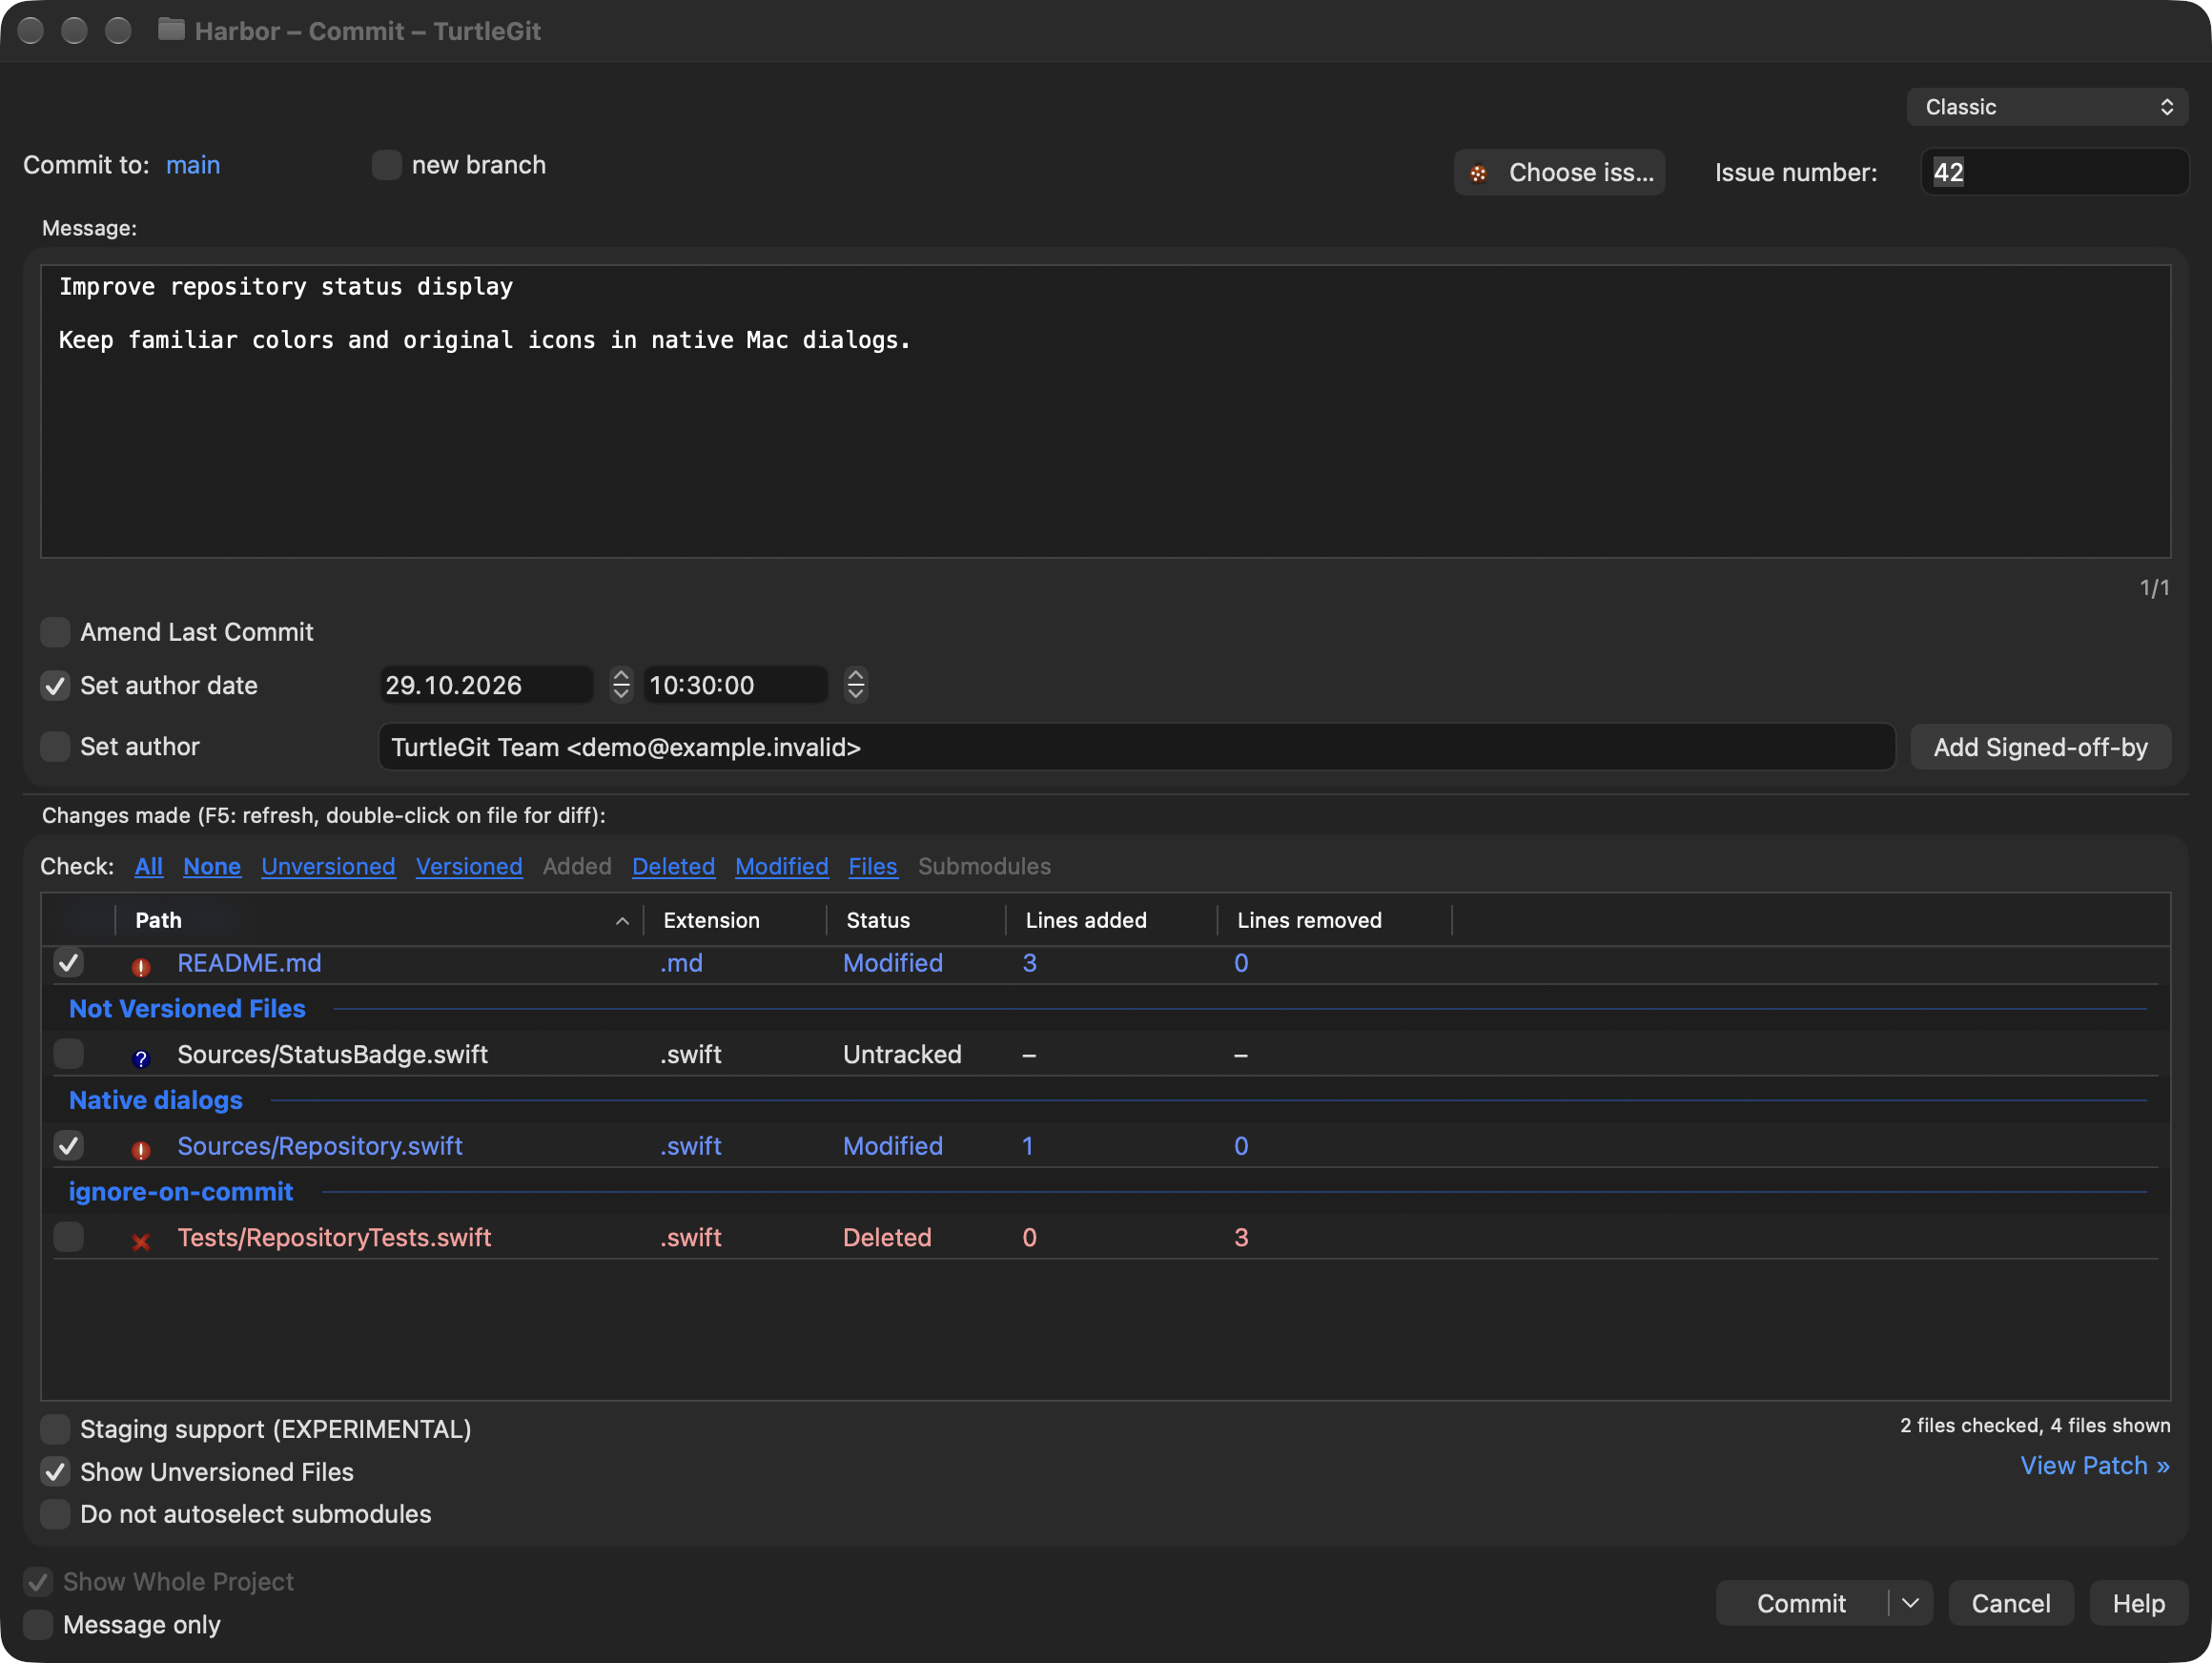 Harbor – Commit – TurtleGit
Classic
Commit to: main new branch Choose iss... Issue number: 42
Message:
Improve repository status display
Keep familiar colors and original icons in native Mac dialogs.
1/1
Amend Last Commit
Set author date 29.10.2026 10:30:00
Set author TurtleGit Team <demo@example.invalid> Add Signed-off-by
Changes made (F5: refresh, double-click on file for diff):
Check: All None Unversioned Versioned Added Deleted Modified Files Submodules
Path Extension Status Lines added Lines removed
README.md .md Modified 3 0
Not Versioned Files
Sources/StatusBadge.swift .swift Untracked – –
Native dialogs
Sources/Repository.swift .swift Modified 1 0
ignore-on-commit
Tests/RepositoryTests.swift .swift Deleted 0 3
Staging support (EXPERIMENTAL) 2 files checked, 4 files shown
Show Unversioned Files View Patch »
Do not autoselect submodules
Show Whole Project
Message only Commit Cancel Help